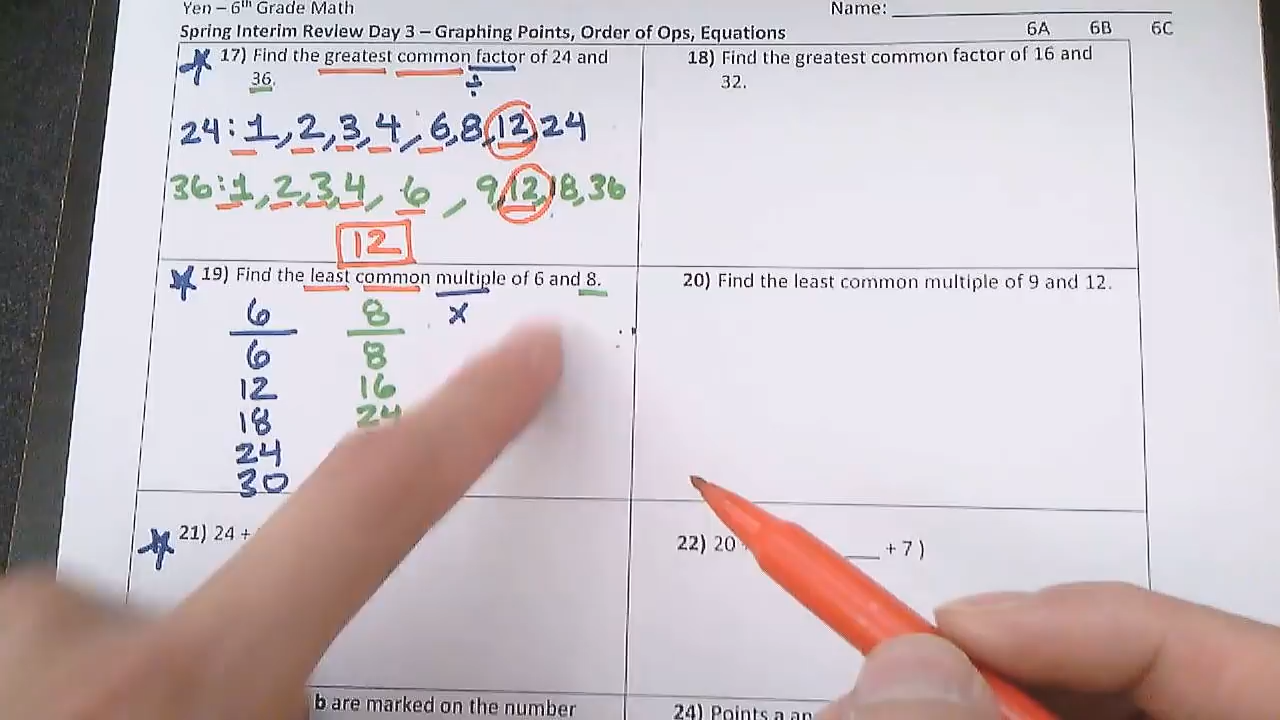 Yen – 6th Grade Math
Name:
Spring Interim Review Day 3 – Graphing Points, Order of Ops, Equations
6A 6B 6C
17) Find the greatest common factor of 24 and
36.
÷
24: 1, 2, 3, 4, 6, 8, 12, 24
36: 1, 2, 3, 4, 6, 9, 12, 18, 36
12
18) Find the greatest common factor of 16 and
32.
19) Find the least common multiple of 6 and 8.
x
6 8
6 8
12 16
18 24
24
30
20) Find the least common multiple of 9 and 12.
21) 24 +
22) 20 ___ + 7 )
b are marked on the number
24) Points a an